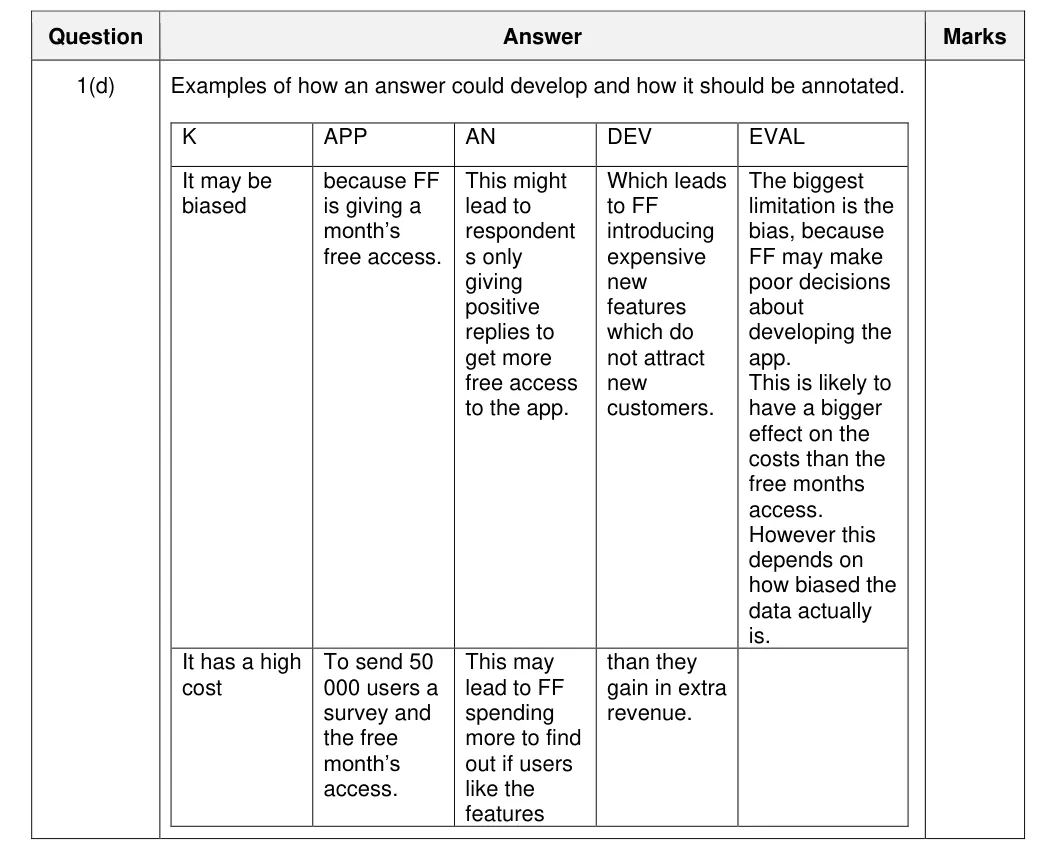 Question Answer Marks
1(d) Examples of how an answer could develop and how it should be annotated.
K APP AN DEV EVAL
It may be
biased
because FF
is giving a
month's
free access.
This might
lead to
respondent
s only
giving
positive
replies to
get more
free access
to the app.
Which leads
to FF
introducing
expensive
new
features
which do
not attract
new
customers.
The biggest
limitation is the
bias, because
FF may make
poor decisions
about
developing the
app.
This is likely to
have a bigger
effect on the
costs than the
free months
access.
However this
depends on
how biased the
data actually
is.
It has a high
cost
To send 50
000 users a
survey and
the free
month's
access.
This may
lead to FF
spending
more to find
out if users
like the
features
than they
gain in extra
revenue.